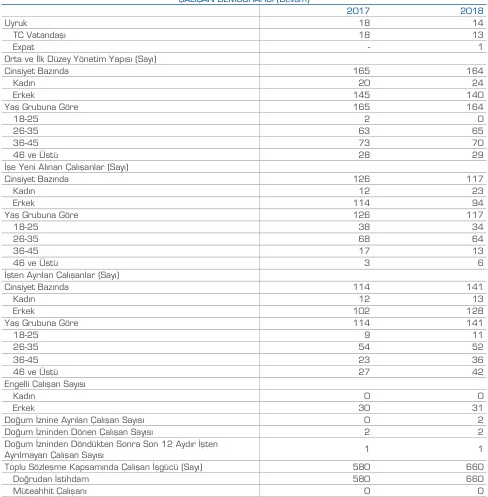 ÇALIŞAN DEMOGRAFİSİ (Devam)
2017 2018
Uyruk 18 14
TC Vatandaşı 18 13
Expat - 1
Orta ve İlk Düzey Yönetim Yapısı (Sayı)
Cinsiyet Bazında 165 164
Kadın 20 24
Erkek 145 140
Yaş Grubuna Göre 165 164
18-25 2 0
26-35 63 65
36-45 73 70
46 ve Üstü 28 29
İşe Yeni Alınan Çalışanlar (Sayı)
Cinsiyet Bazında 126 117
Kadın 12 23
Erkek 114 94
Yaş Grubuna Göre 126 117
18-25 38 34
26-35 68 64
36-45 17 13
46 ve Üstü 3 6
İşten Ayrılan Çalışanlar (Sayı)
Cinsiyet Bazında 114 141
Kadın 12 13
Erkek 102 128
Yaş Grubuna Göre 114 141
18-25 9 11
26-35 54 52
36-45 23 36
46 ve Üstü 27 42
Engelli Çalışan Sayısı
Kadın 0 0
Erkek 30 31
Doğum İznine Ayrılan Çalışan Sayısı 0 2
Doğum İzninden Dönen Çalışan Sayısı 2 2
Doğum İzninden Döndükten Sonra Son 12 Aydır İşten
Ayrılmayan Çalışan Sayısı 1 1
Toplu Sözleşme Kapsamında Çalışan İşgücü (Sayı) 580 660
Doğrudan İstihdam 580 660
Müteahhit Çalışanı 0 0